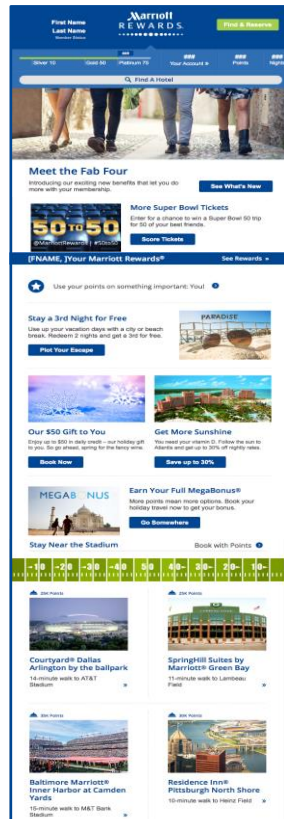 First Name
Last Name
Member Status
Marriott
REWARDS.
Find & Reserve
###
Silver 10
Gold 50
Platinum 75
###
Your Account »
###
Points
###
Nights
Find A Hotel
Meet the Fab Four
Introducing our exciting new benefits that let you
do more with your membership.
See What's New
50 TO 50
@MarriottRewards | #50to50
More Super Bowl Tickets
Enter for a chance to win a Super Bowl 50 trip
for 50 of your best friends.
Score Tickets
[FNAME, ]Your Marriott Rewards®
See Rewards »
Use your points on something important: You!
Stay a 3rd Night for Free
Use up your vacation days with a city or beach
break. Redeem 2 nights and get a 3rd for free.
Plot Your Escape
PARADISE
Our $50 Gift to You
Enjoy up to $50 in daily credit – our holiday gift
to you. So go ahead, spring for the fancy wine.
Book Now
Get More Sunshine
You need your vitamin D. Follow the sun to
Atlantis and get up to 30% off nightly rates.
Save up to 30%
MEGABONUS
Earn Your Full MegaBonus®
More points mean more options. Book your
holiday travel now to get your bonus.
Go Somewhere
Stay Near the Stadium
Book with Points
10 20 30 40 50 40 30 20 10
25K Points
Courtyard® Dallas
Arlington by the ballpark
14-minute walk to AT&T
Stadium »
25K Points
SpringHill Suites by
Marriott® Green Bay
11-minute walk to Lambeau
Field »
Baltimore Marriott®
Inner Harbor at Camden
Yards
15-minute walk to M&T Bank
Stadium »
Residence Inn®
Pittsburgh North Shore
10-minute walk to Heinz Field »